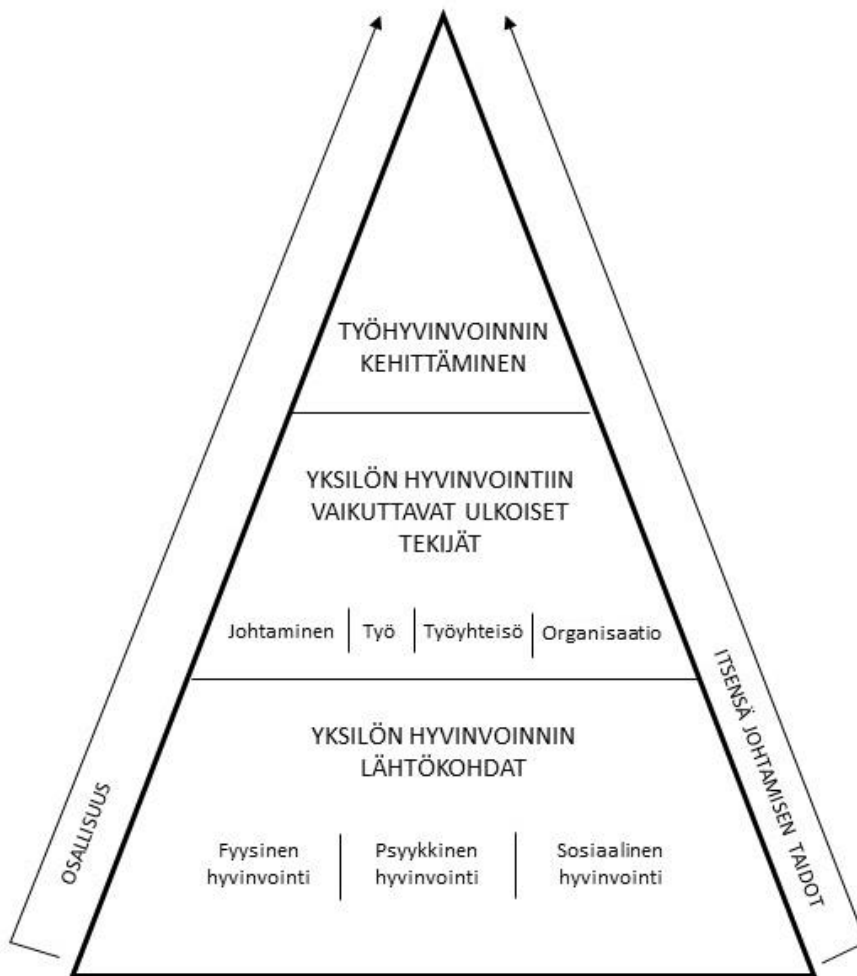 TYÖHYVINVOINNIN
KEHITTÄMINEN
YKSILÖN HYVINVOINTIIN
VAIKUTTAVAT ULKOISET
TEKIJÄT
Johtaminen Työ Työyhteisö Organisaatio
YKSILÖN HYVINVOINNIN
LÄHTÖKOHDAT
Fyysinen Psyykkinen Sosiaalinen
hyvinvointi hyvinvointi hyvinvointi
OSALLISUUS
ITSENSÄ JOHTAMISEN TAIDOT